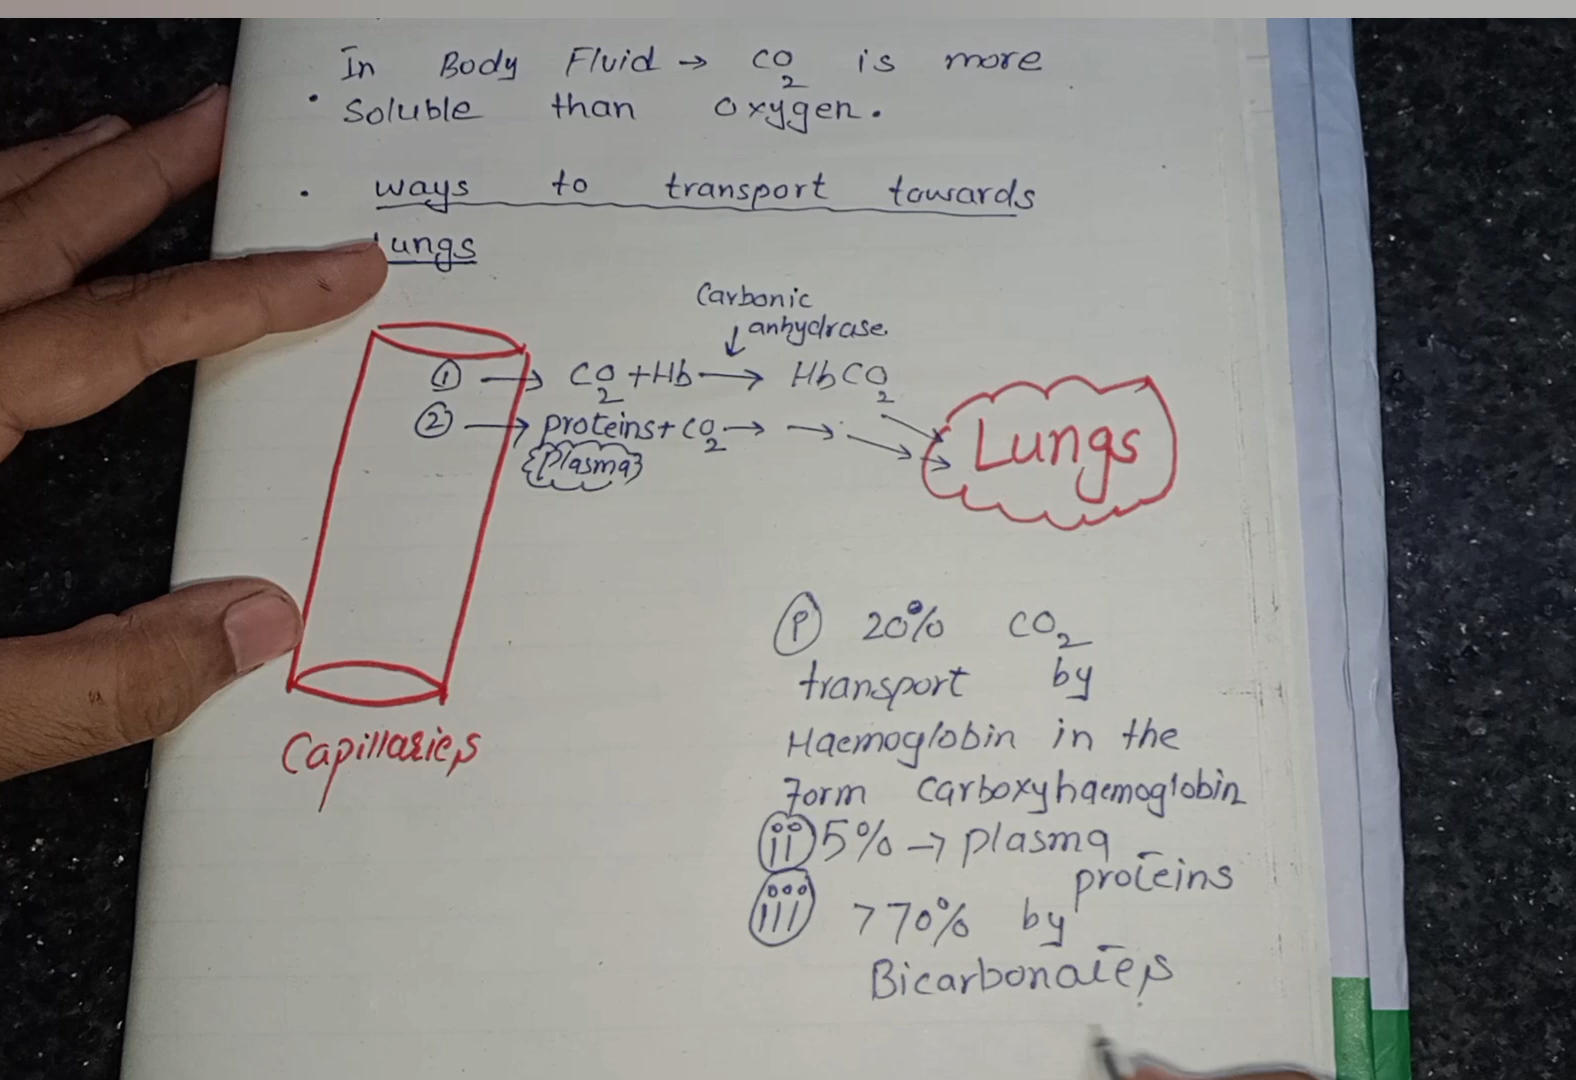 In Body Fluid → CO2 is more
• Soluble than oxygen.
• ways to transport towards
Lungs
Carbonic
↓ anhydrase
① → CO2 + Hb → HbCO2
② → proteins + CO2 → →
{Plasma}
Lungs
Capillaries
(i) 20% CO2
transport by
Haemoglobin in the
form carboxyhaemoglobin
(ii) 5% → plasma
proteins
(iii) >70% by
Bicarbonates